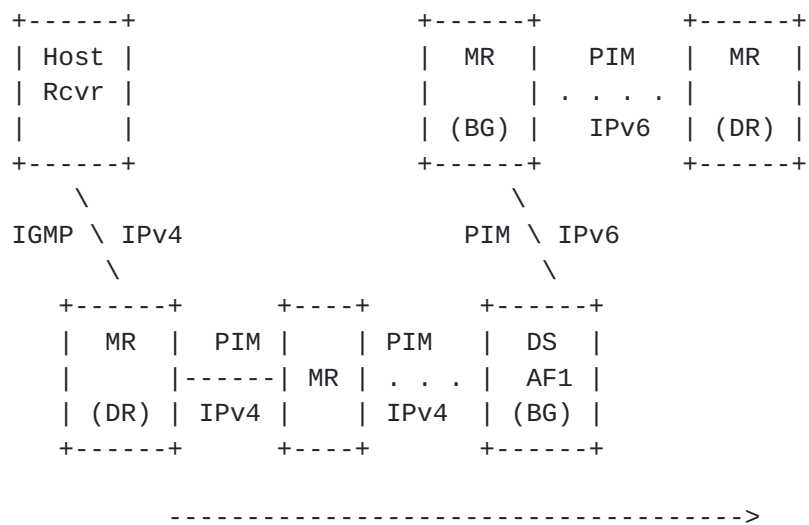 +------+                   +------+         +------+
| Host |                   |  MR  |   PIM   |  MR  |
| Rcvr |                   |      | . . . . |      |
|      |                   | (BG) |   IPv6  | (DR) |
+------+                   +------+         +------+
    \                           \
IGMP \ IPv4                  PIM \ IPv6
      \                           \
   +------+      +----+       +------+
   |  MR  |  PIM |    | PIM   |  DS  |
   |      |------| MR | . . . |  AF1 |
   | (DR) | IPv4 |    | IPv4  | (BG) |
   +------+      +----+       +------+
          ------------------------------------->